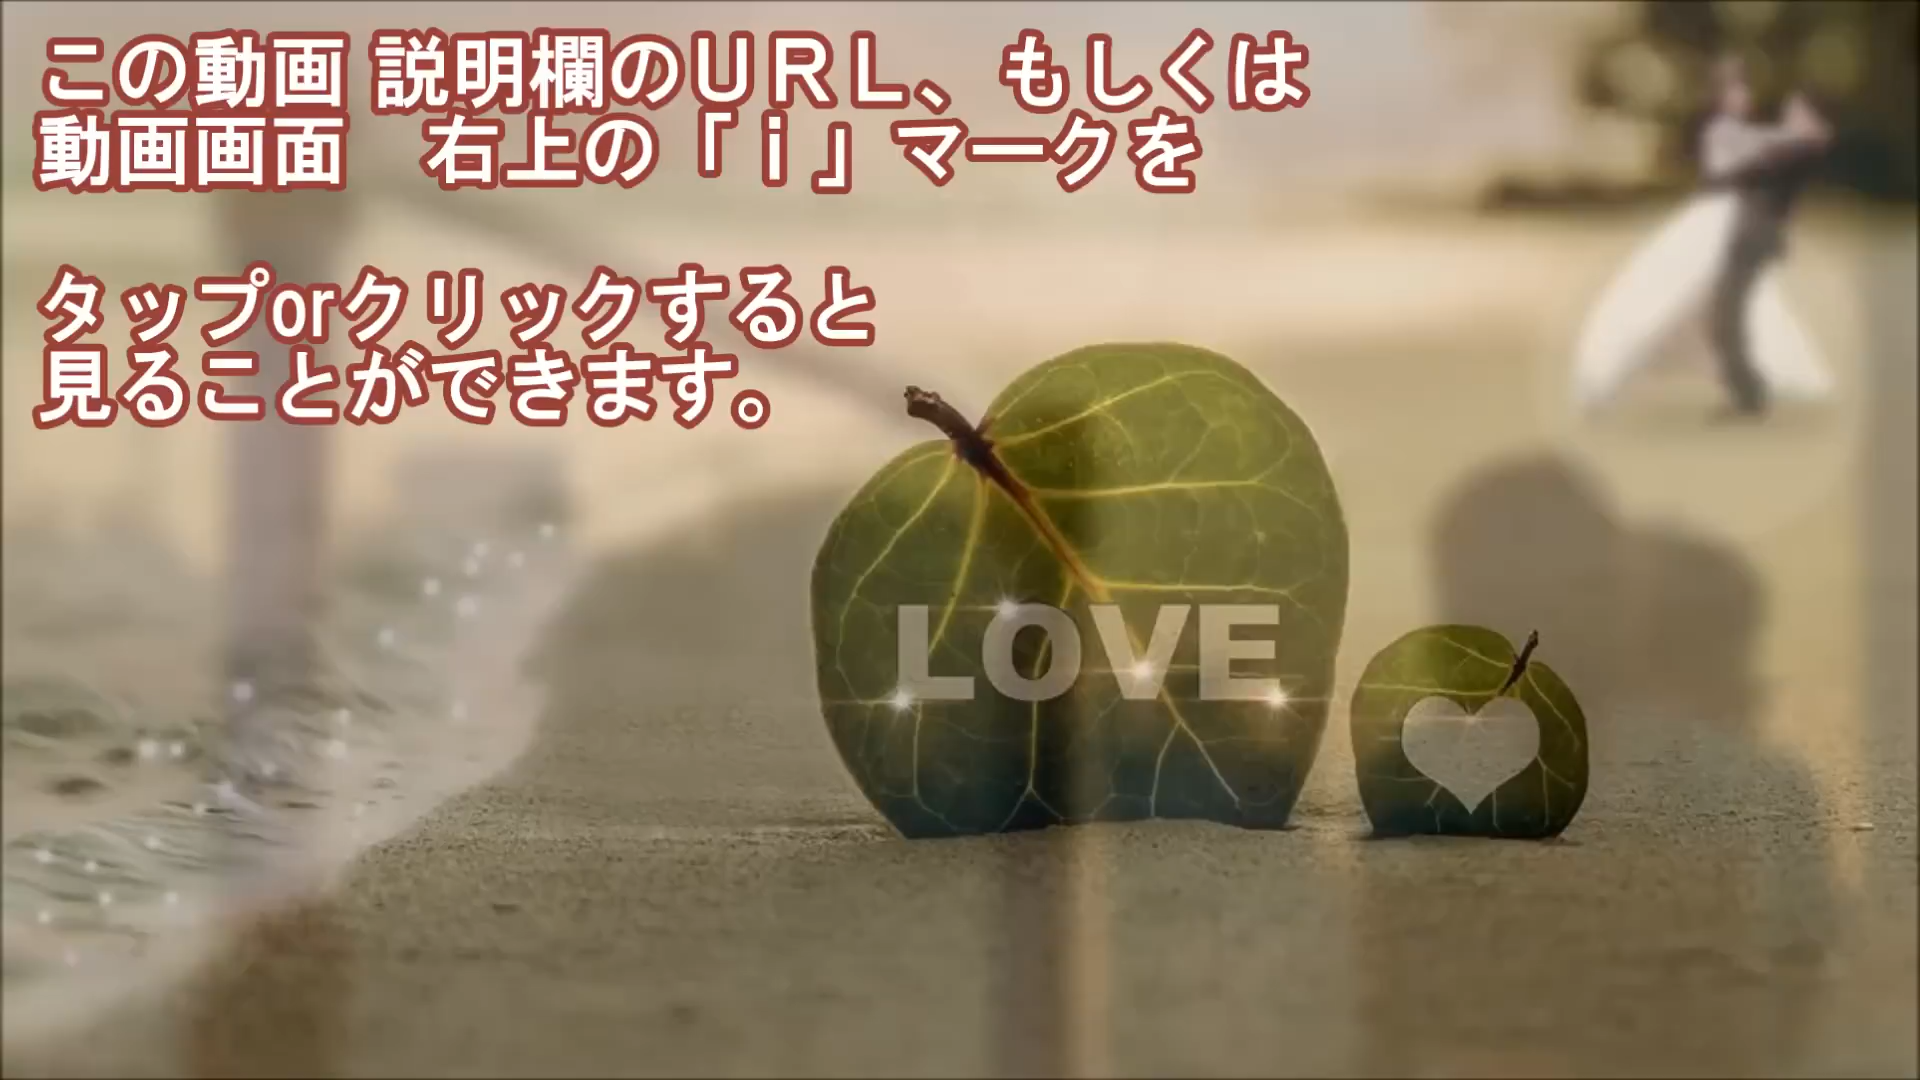 この動画 説明欄のＵＲＬ、もしくは
動画画面　右上の「ｉ」マークを
タップorクリックすると
見ることができます。
LOVE